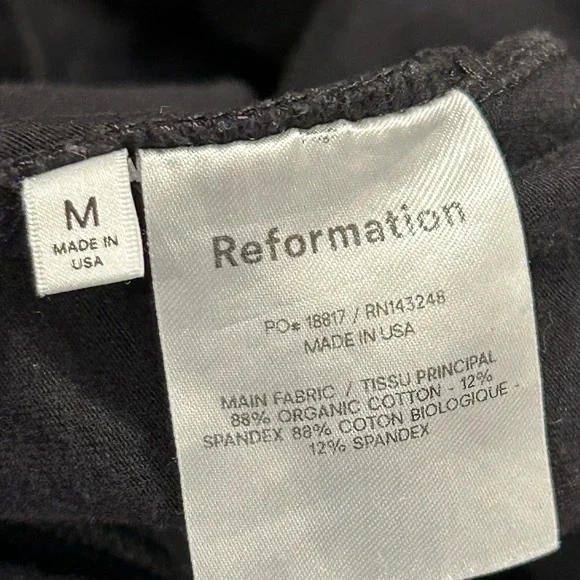 M
MADE IN
USA
Reformation
PO# 18817 / RN143248
MADE IN USA
MAIN FABRIC / TISSU PRINCIPAL
88% ORGANIC COTTON - 12%
SPANDEX 88% COTON BIOLOGIQUE -
12% SPANDEX